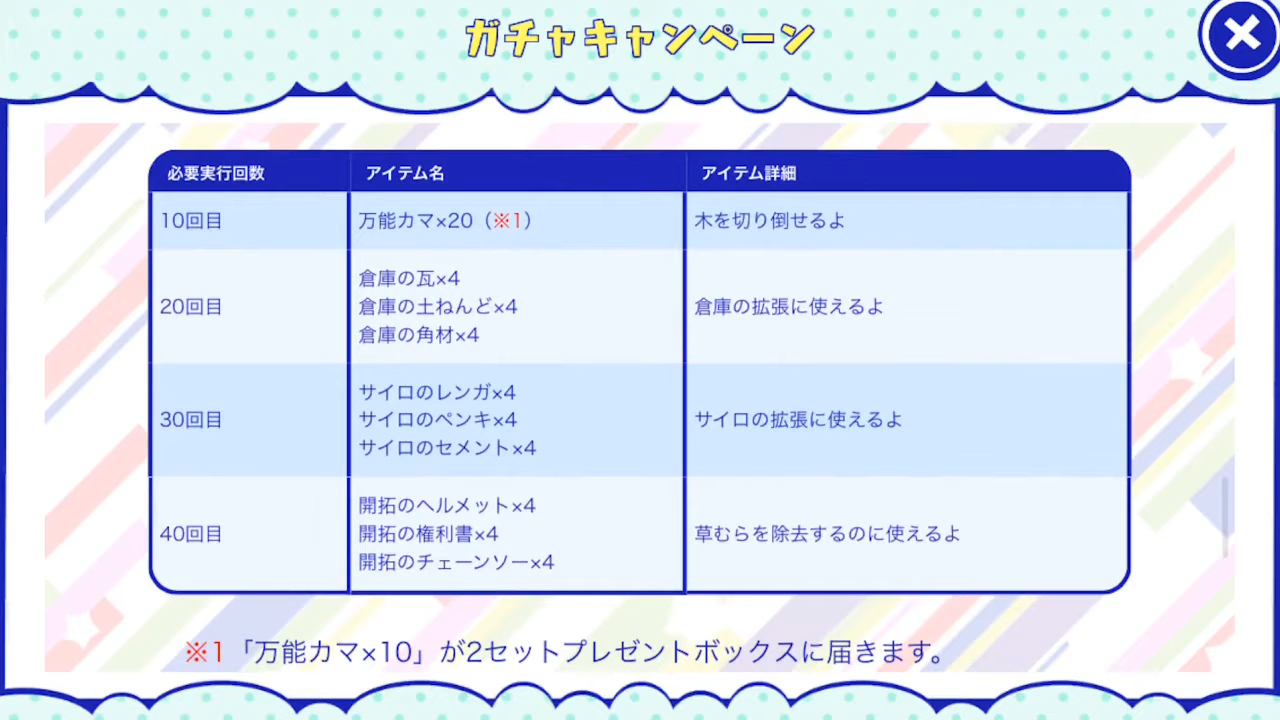 ガチャキャンペーン
必要実行回数 アイテム名 アイテム詳細
10回目 万能カマ×20（※1） 木を切り倒せるよ
倉庫の瓦×4
20回目 倉庫の土ねんど×4 倉庫の拡張に使えるよ
倉庫の角材×4
サイロのレンガ×4
30回目 サイロのペンキ×4 サイロの拡張に使えるよ
サイロのセメント×4
開拓のヘルメット×4
40回目 開拓の権利書×4 草むらを除去するのに使えるよ
開拓のチェーンソー×4
※1「万能カマ×10」が2セットプレゼントボックスに届きます。